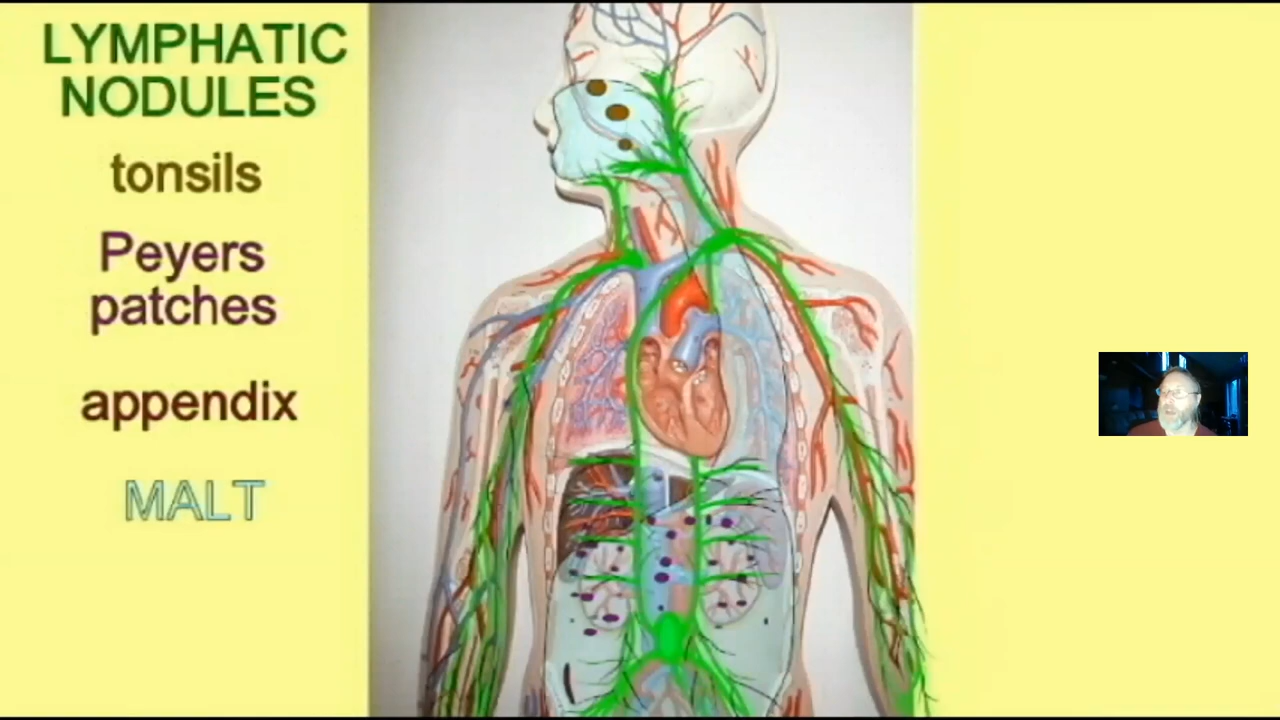 LYMPHATIC
NODULES
tonsils
Peyers
patches
appendix
MALT